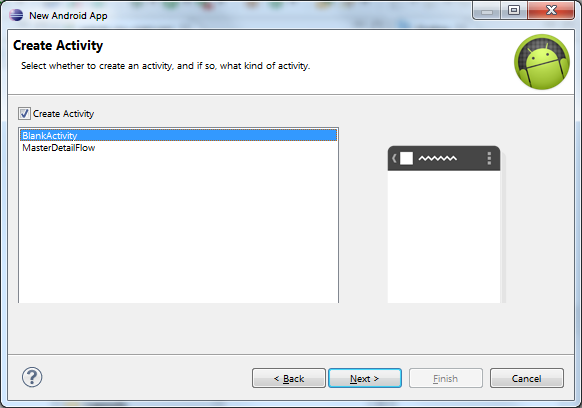 New Android App
Create Activity
Select whether to create an activity, and if so, what kind of activity.
Create Activity
BlankActivity
MasterDetailFlow
< Back
Next >
Finish
Cancel